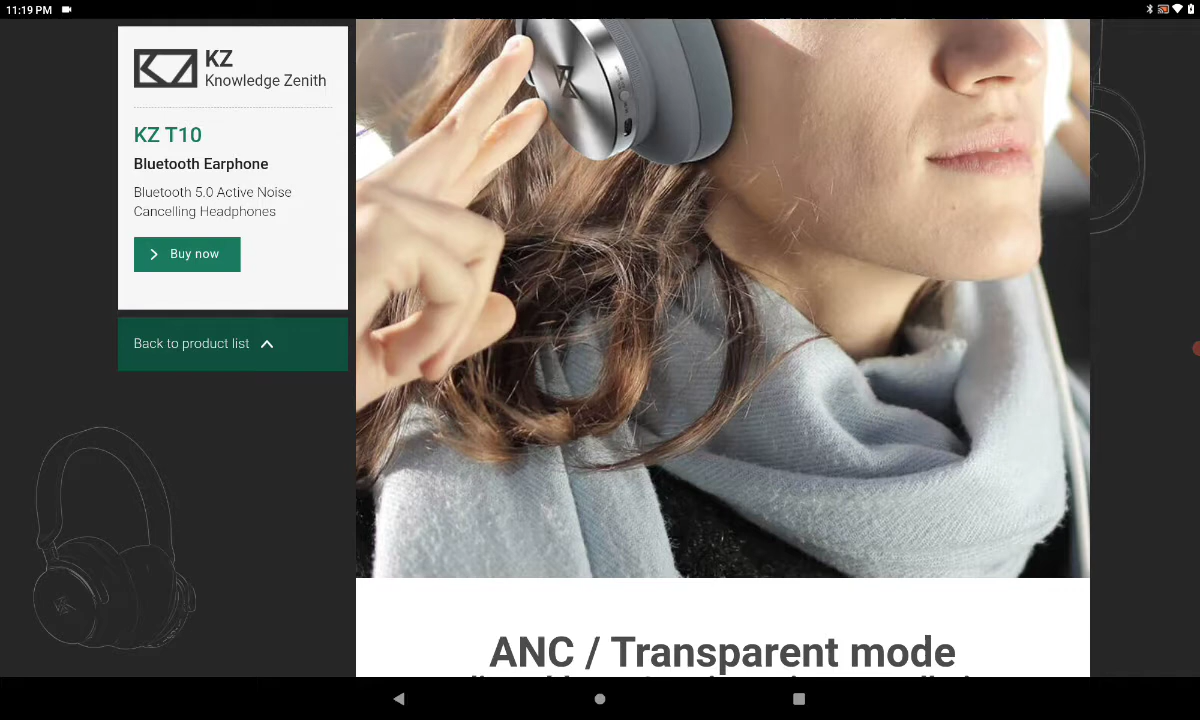 11:19 PM
KZ
Knowledge Zenith
KZ T10
Bluetooth Earphone
Bluetooth 5.0 Active Noise
Cancelling Headphones
Buy now
Back to product list
ANC / Transparent mode